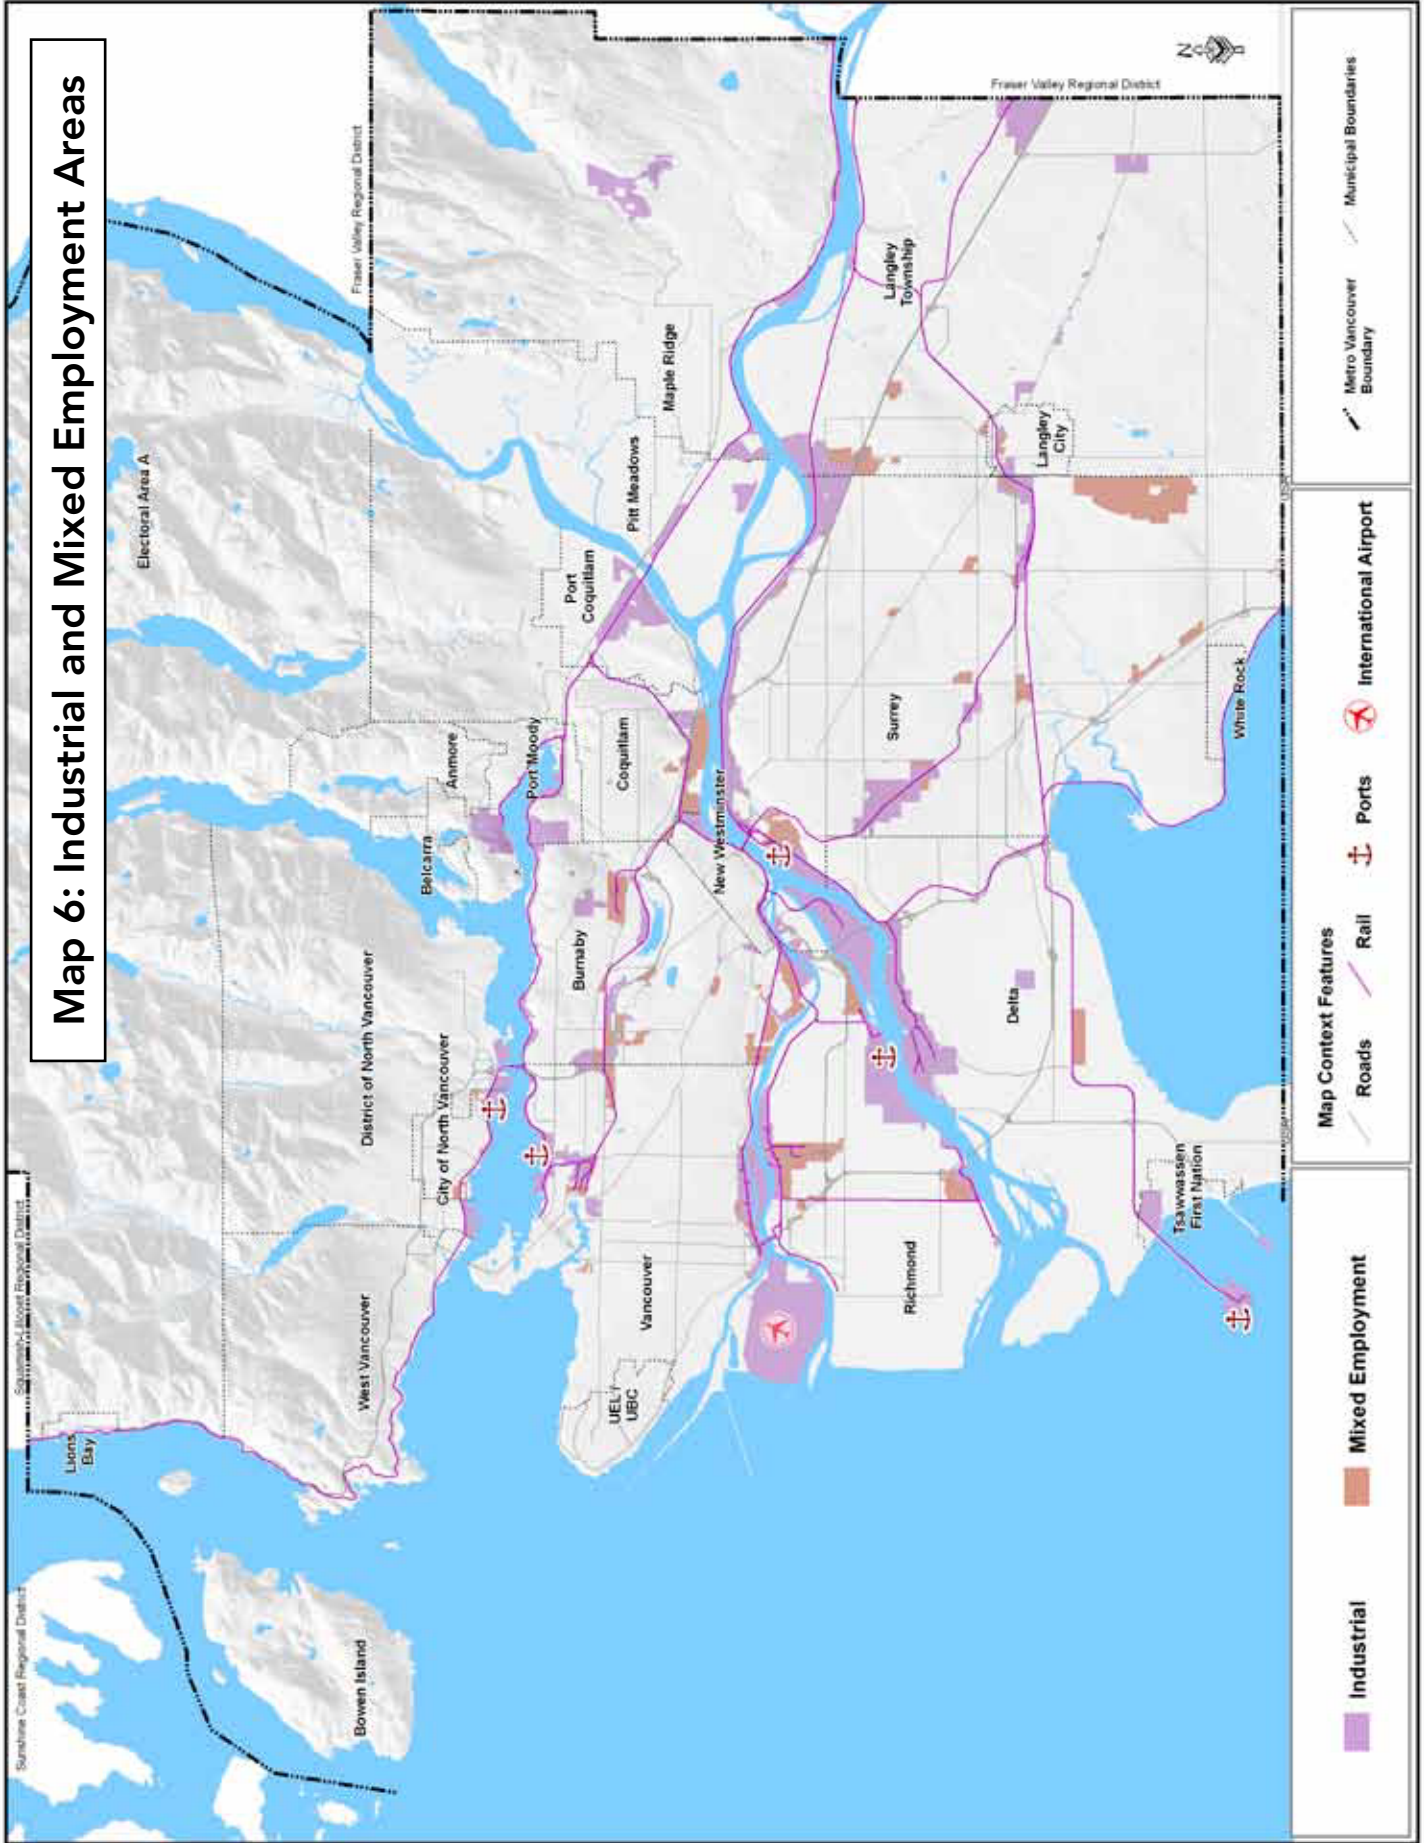 Map 6: Industrial and Mixed Employment Areas
Sunshine Coast Regional District
Squamish-Lillooet Regional District
Fraser Valley Regional District
Fraser Valley Regional District
N
Electoral Area A
Lions
Bay
Bowen Island
West Vancouver
District of North Vancouver
City of North Vancouver
Belcarra
Anmore
Port Moody
Port
Coquitlam
Coquitlam
Pitt Meadows
Maple Ridge
UEL /
UBC
Vancouver
Burnaby
New Westminster
Richmond
Surrey
Langley
Township
Langley
City
Delta
White Rock
Tsawwassen
First Nation
Industrial
Mixed Employment
Map Context Features
Roads
Rail
Ports
International Airport
Metro Vancouver
Boundary
Municipal Boundaries